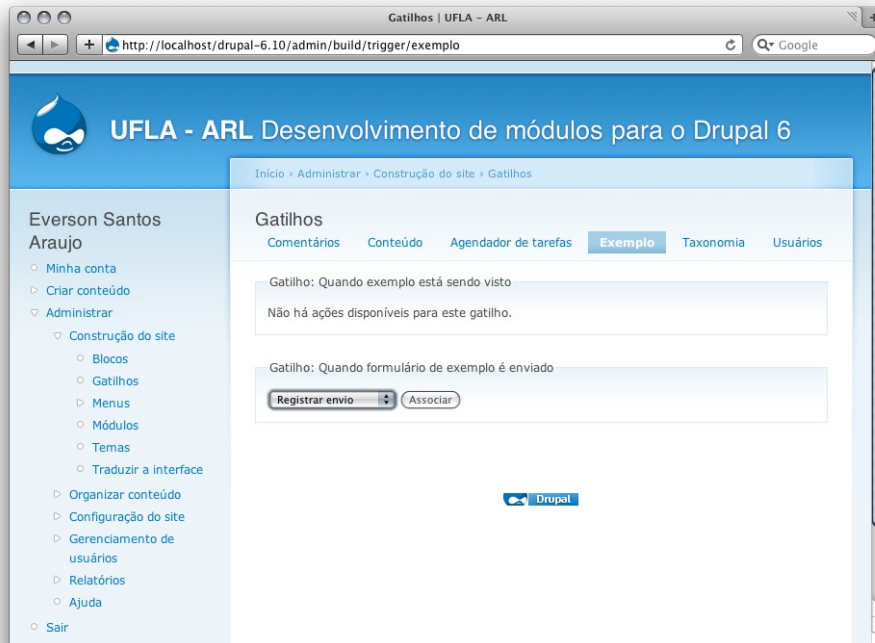 Gatilhos | UFLA – ARL
http://localhost/drupal-6.10/admin/build/trigger/exemplo
Google
UFLA - ARL Desenvolvimento de módulos para o Drupal 6
Início › Administrar › Construção do site › Gatilhos
Everson Santos
Araujo
Minha conta
Criar conteúdo
Administrar
Construção do site
Blocos
Gatilhos
Menus
Módulos
Temas
Traduzir a interface
Organizar conteúdo
Configuração do site
Gerenciamento de
usuários
Relatórios
Ajuda
Sair
Gatilhos
Comentários Conteúdo Agendador de tarefas Exemplo Taxonomia Usuários
Gatilho: Quando exemplo está sendo visto
Não há ações disponíveis para este gatilho.
Gatilho: Quando formulário de exemplo é enviado
Registrar envio Associar
Drupal